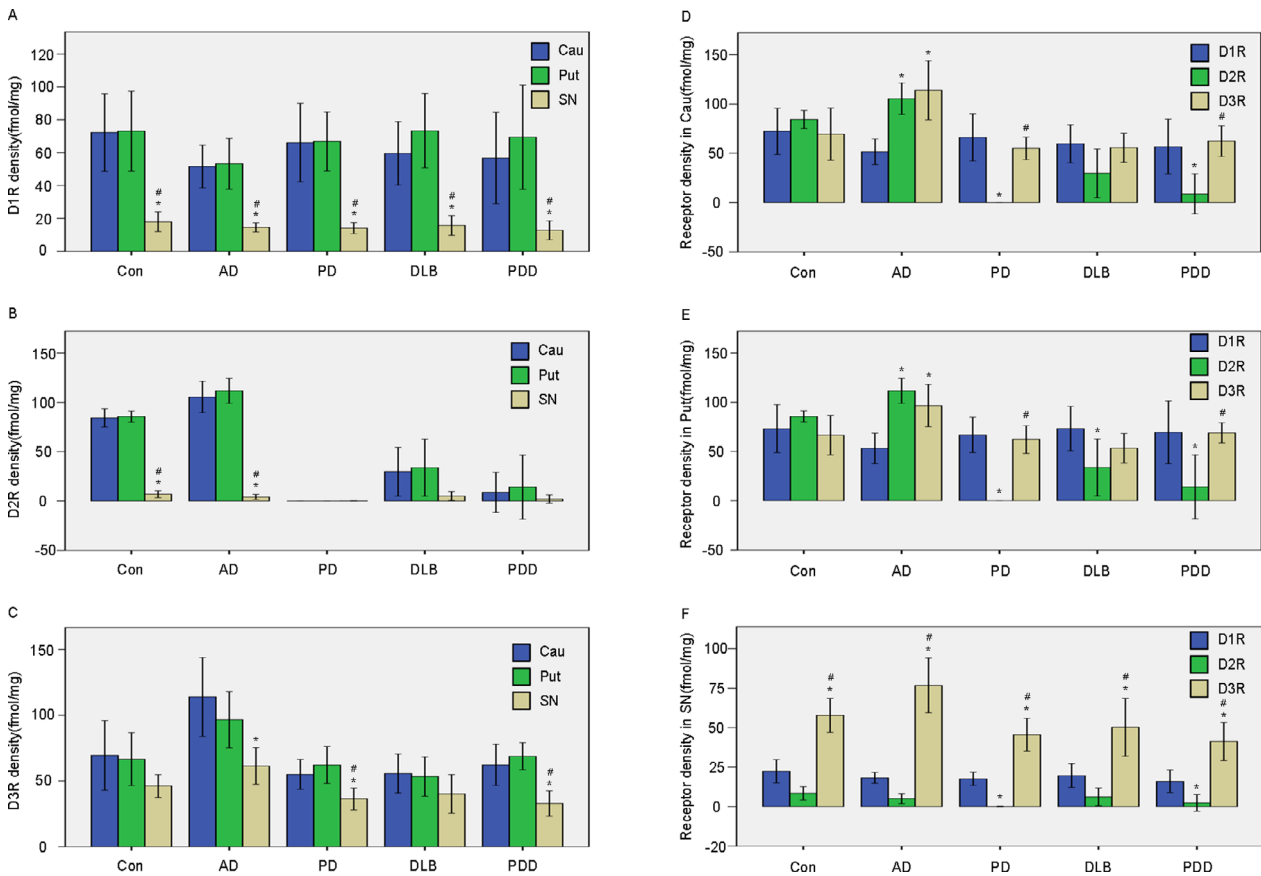 A
D1R density(fmol/mg)
120
100
80
60
40
20
0
Cau
Put
SN
#
*
#
*
#
*
#
*
#
*
Con AD PD DLB PDD
B
D2R density(fmol/mg)
150
100
50
0
-50
Cau
Put
SN
#
*
#
*
Con AD PD DLB PDD
C
D3R density(fmol/mg)
150
100
50
0
Cau
Put
SN
*
#
*
#
*
Con AD PD DLB PDD
D
Receptor density in Cau(fmol/mg)
150
100
50
0
-50
D1R
D2R
D3R
*
*
*
#
*
#
Con AD PD DLB PDD
E
Receptor density in Put(fmol/mg)
150
100
50
0
-50
D1R
D2R
D3R
*
*
*
#
*
*
#
Con AD PD DLB PDD
F
Receptor density in SN(fmol/mg)
100
75
50
25
0
-20
D1R
D2R
D3R
#
*
#
*
*
#
*
#
*
*
#
*
Con AD PD DLB PDD